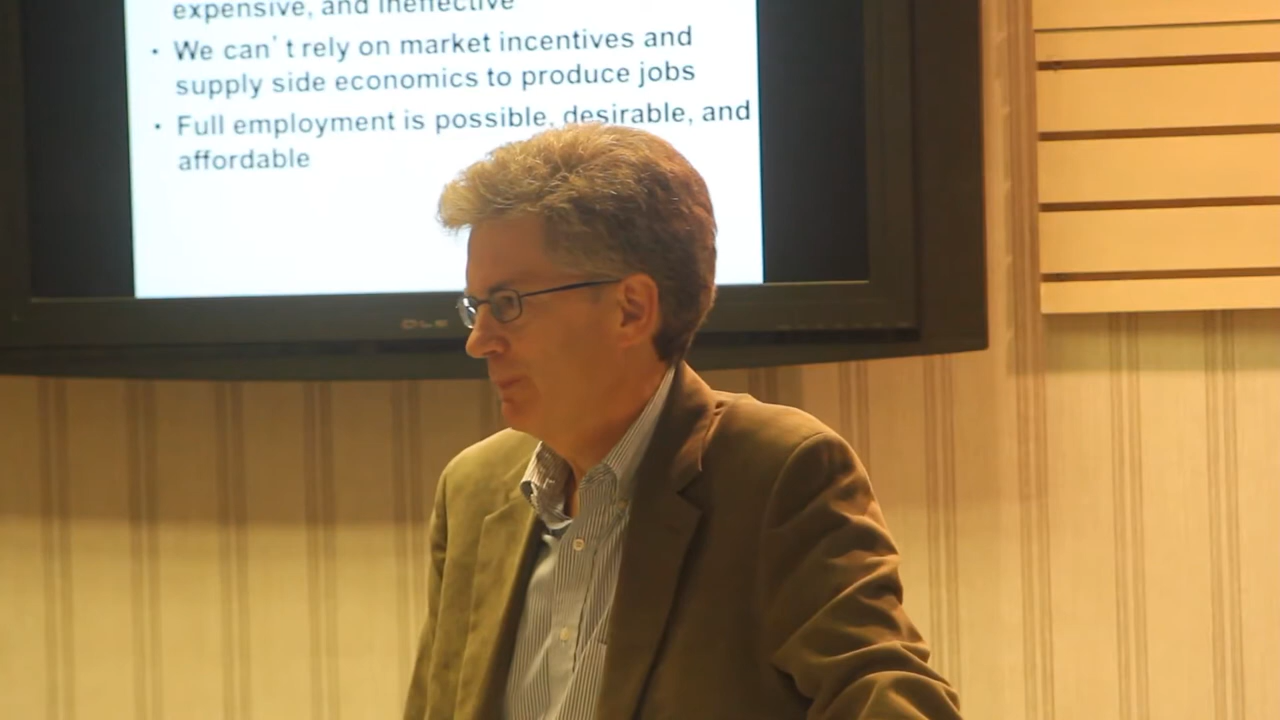 expensive, and ineffective
• We can't rely on market incentives and
supply side economics to produce jobs
• Full employment is possible, desirable, and
affordable